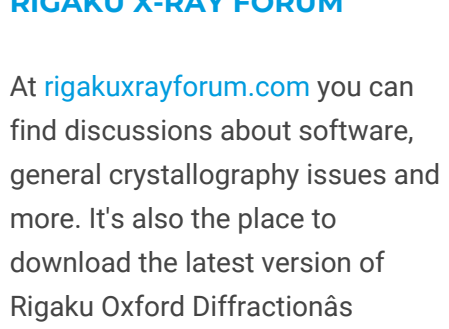 RIGAKU X-RAY FORUM
At rigakuxrayforum.com you can
find discussions about software,
general crystallography issues and
more. It's also the place to
download the latest version of
Rigaku Oxford Diffractionâs